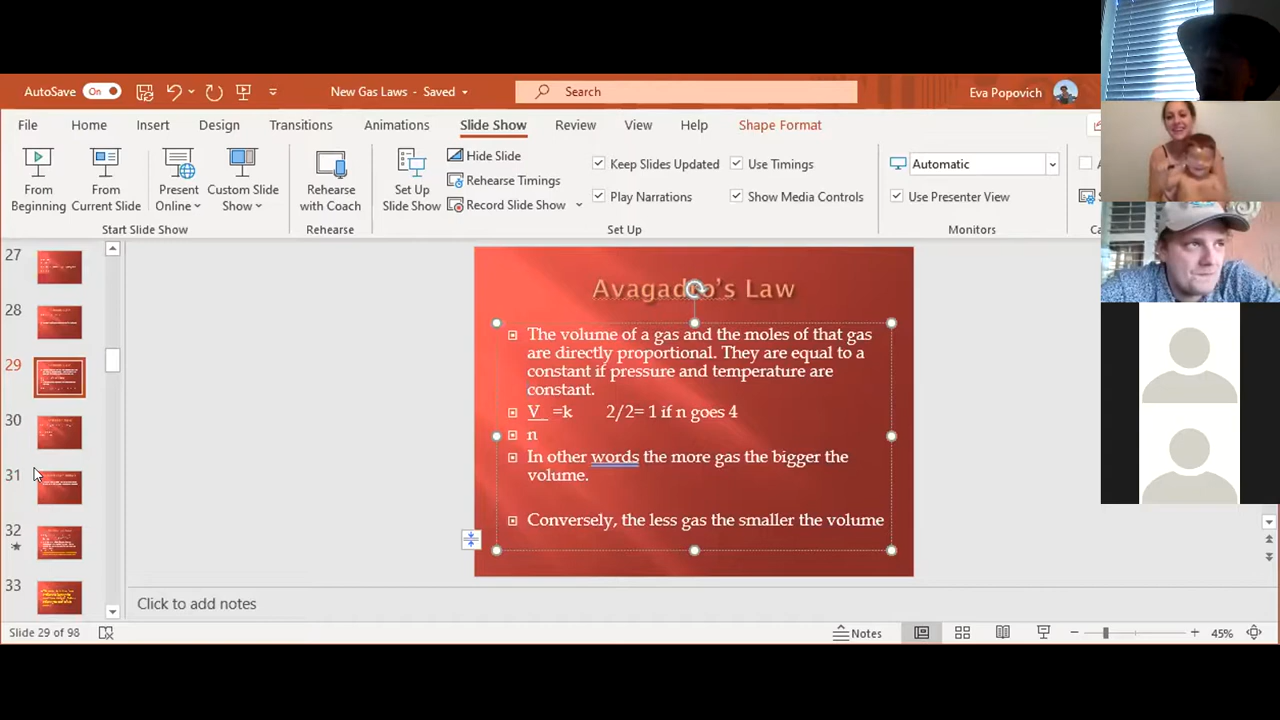 AutoSave On New Gas Laws - Saved Search Eva Popovich
File Home Insert Design Transitions Animations Slide Show Review View Help Shape Format
From Beginning
From Current Slide
Present Online
Custom Slide Show
Start Slide Show
Rehearse with Coach
Rehearse
Set Up Slide Show
Hide Slide
Rehearse Timings
Record Slide Show
Keep Slides Updated
Play Narrations
Use Timings
Show Media Controls
Set Up
Automatic
Use Presenter View
Monitors
27
28
29
30
31
32
33
Avagadro's Law
The volume of a gas and the moles of that gas
are directly proportional. They are equal to a
constant if pressure and temperature are
constant.
V =k 2/2= 1 if n goes 4
n
In other words the more gas the bigger the
volume.
Conversely, the less gas the smaller the volume
Click to add notes
Slide 29 of 98 Notes 45%